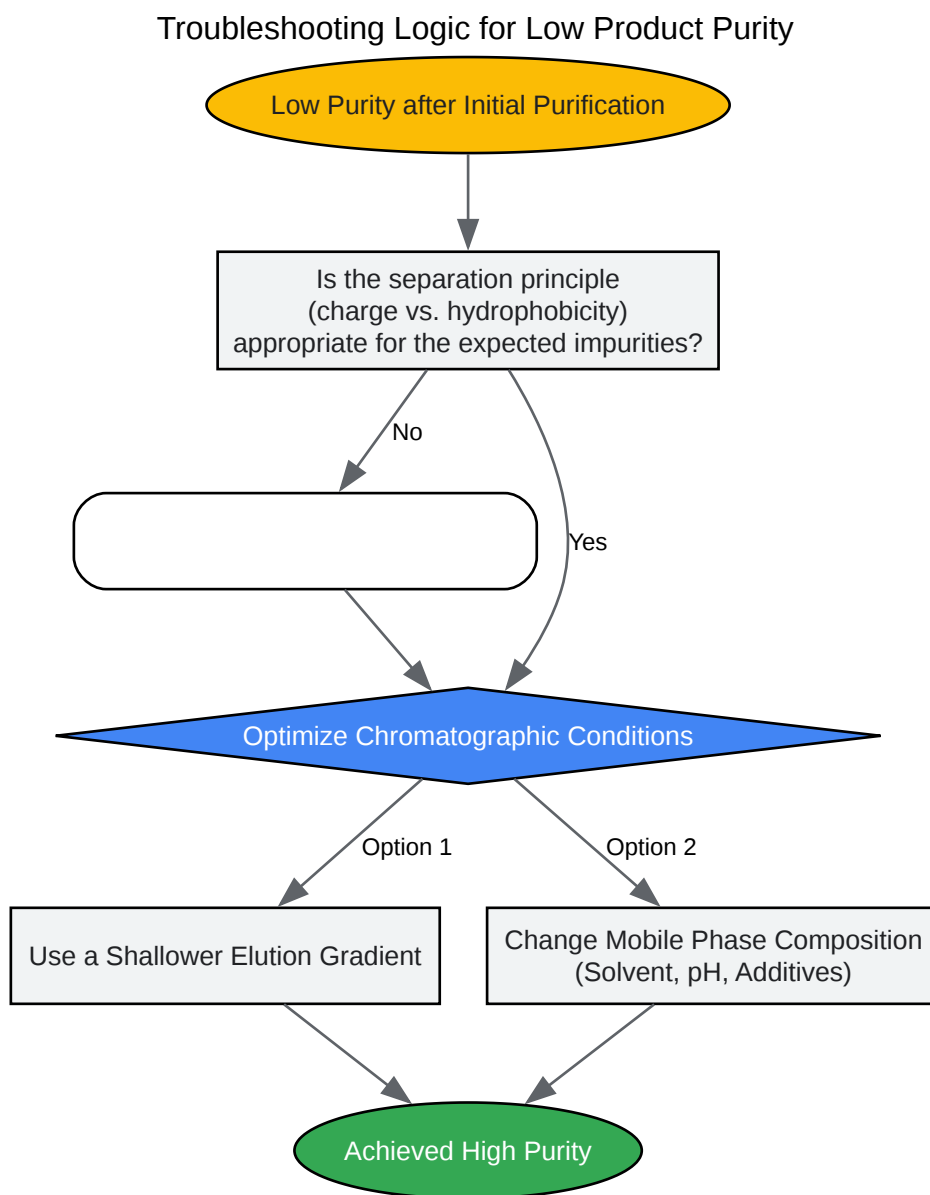 Troubleshooting Logic for Low Product Purity
Low Purity after Initial Purification
Is the separation principle
(charge vs. hydrophobicity)
appropriate for the expected impurities?
No
Yes
Optimize Chromatographic Conditions
Option 1
Option 2
Use a Shallower Elution Gradient
Change Mobile Phase Composition
(Solvent, pH, Additives)
Achieved High Purity